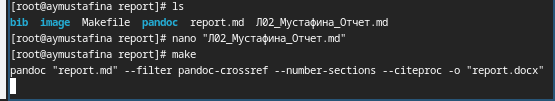 [root@aymustafina report]# ls
bib  image  Makefile  pandoc  report.md  Л02_Мустафина_Отчет.md
[root@aymustafina report]# nano "Л02_Мустафина_Отчет.md"
[root@aymustafina report]# make
pandoc "report.md" --filter pandoc-crossref --number-sections --citeproc -o "report.docx"